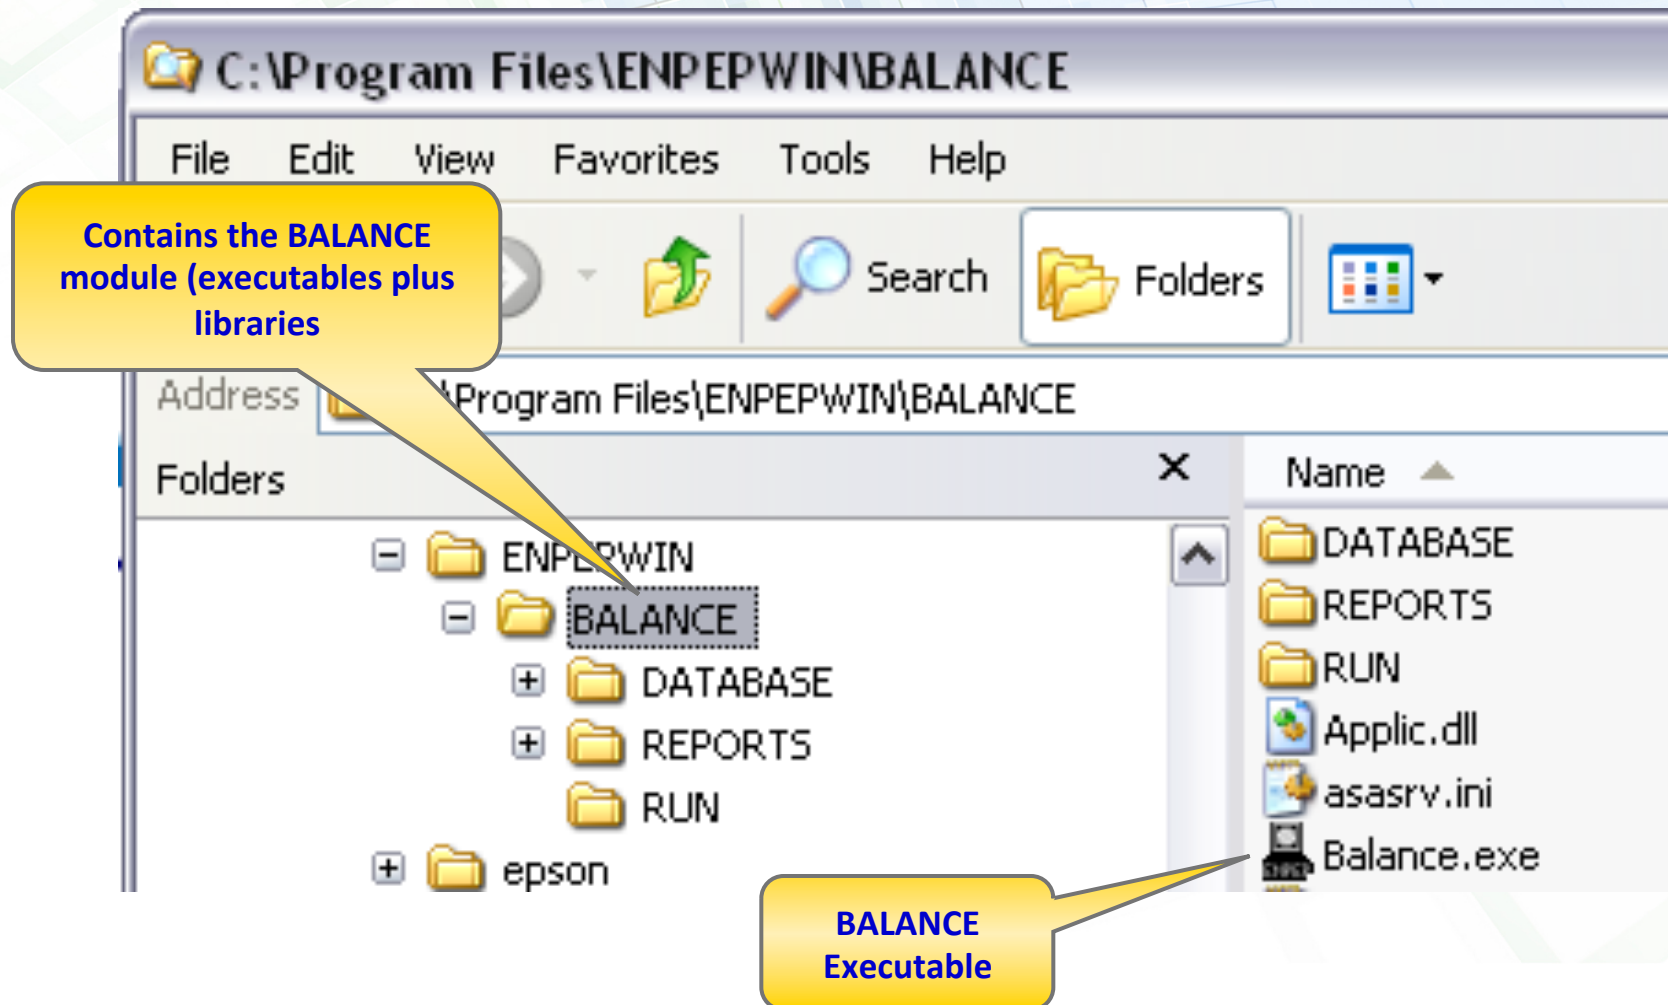 C:\Program Files\ENPEPWIN\BALANCE
File Edit View Favorites Tools Help
Contains the BALANCE
module (executables plus
libraries
Search Folders
Address \Program Files\ENPEPWIN\BALANCE
Folders
Name
ENPEPWIN
BALANCE
DATABASE
REPORTS
RUN
epson
DATABASE
REPORTS
RUN
Applic.dll
asasrv.ini
Balance.exe
BALANCE
Executable